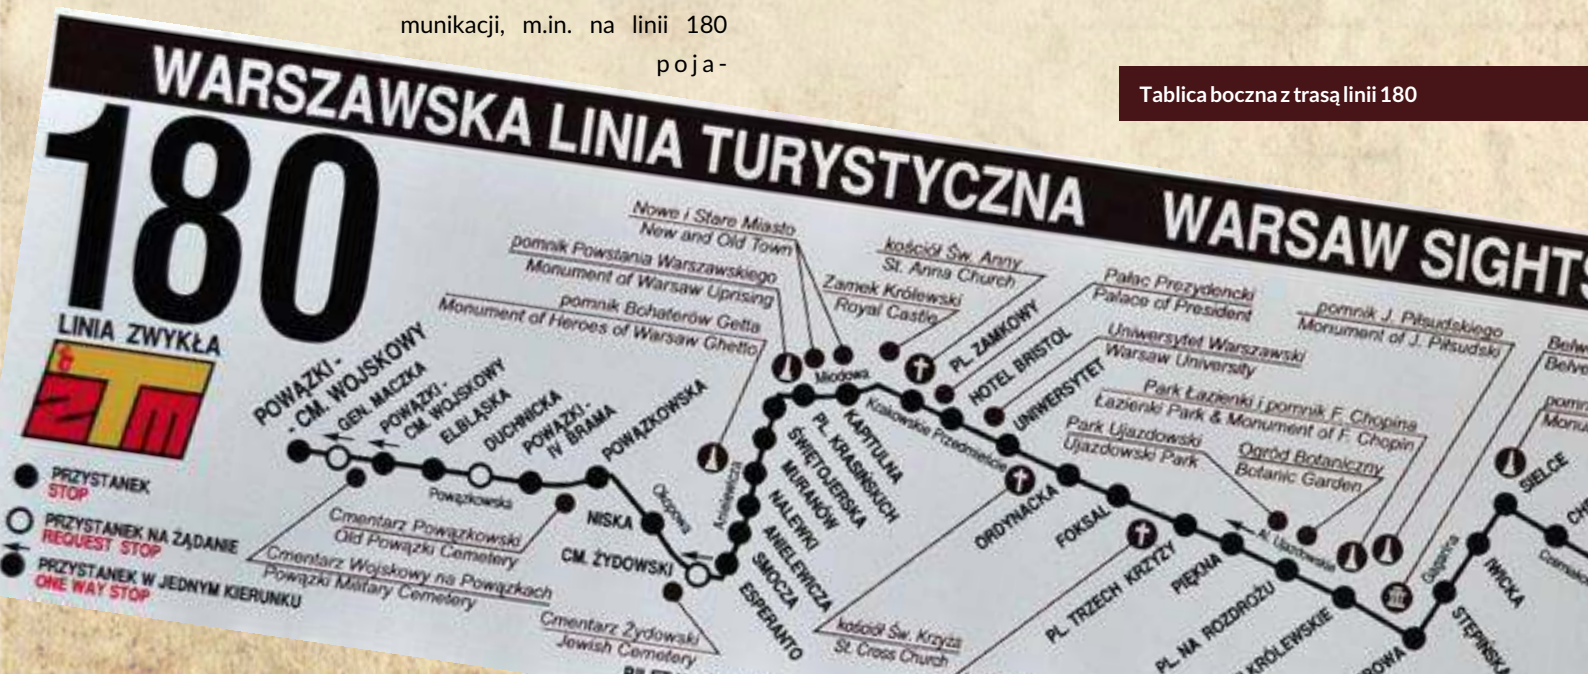 munikacji, m.in. na linii 180
poja-
Tablica boczna z trasą linii 180
WARSZAWSKA LINIA TURYSTYCZNA WARSAW
180
LINIA ZWYKŁA
ZTM
PRZYSTANEK
STOP
PRZYSTANEK NA ŻĄDANIE
REQUEST STOP
PRZYSTANEK W JEDNYM KIERUNKU
ONE WAY STOP
Nowe i Stare Miasto
New and Old Town
pomnik Powstania Warszawskiego
Monument of Warsaw Uprising
pomnik Bohaterów Getta
Monument of Heroes of Warsaw Ghetto
kościół Św. Anny
St. Anna Church
Zamek Królewski
Royal Castle
Pałac Prezydencki
Palace of President
Uniwersytet Warszawski
Warsaw University
pomnik J. Piłsudskiego
Monument of J. Piłsudski
Park Łazienki i pomnik F. Chopina
Łazienki Park & Monument of F. Chopin
Park Ujazdowski
Ujazdowski Park
Ogród Botaniczny
Botanic Garden
POWĄZKI-
- CM. WOJSKOWY
GEN. MACZKA
POWĄZKI -
CM. WOJSKOWY
ELBLĄSKA
DUCHNICKA
POWĄZKI-
IV BRAMA
POWĄZKOWSKA
Powązkowska
NISKA
Okopowa
CM. ŻYDOWSKI
ESPERANTO
SMOCZA
ANIELEWICZA
Anielewicza
NALEWKI
MURANÓW
ŚWIĘTOJERSKA
PL. KRASIŃSKICH
KAPITULNA
Miodowa
PL. ZAMKOWY
HOTEL BRISTOL
UNIWERSYTET
Krakowskie Przedmieście
ORDYNACKA
FOKSAL
PL. TRZECH KRZYŻY
PIĘKNA
Al. Ujazdowskie
PL. NA ROZDROŻU
STĘPIŃSKA
IWICKA
Gagarina
SIELCE
Cmentarz Powązkowski
Old Powązki Cemetery
Cmentarz Wojskowy na Powązkach
Powązki Military Cemetery
Cmentarz Żydowski
Jewish Cemetery
kościół Św. Krzyża
St. Cross Church